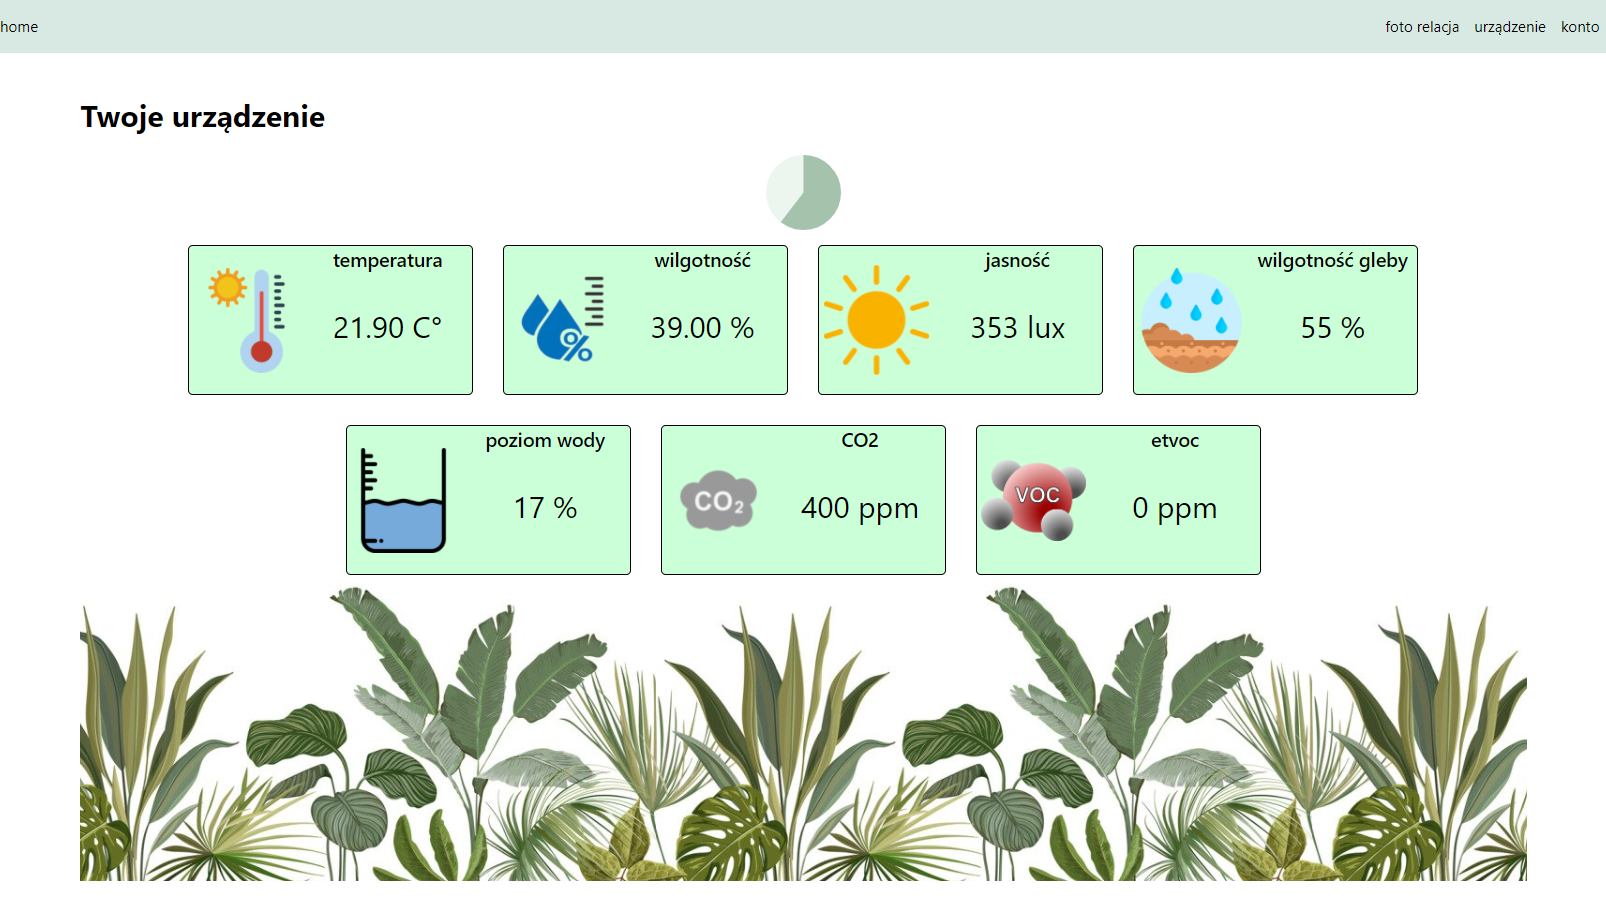 home
foto relacja urządzenie konto
Twoje urządzenie
temperatura
21.90 C°
wilgotność
%
39.00 %
jasność
353 lux
wilgotność gleby
55 %
poziom wody
17 %
CO2
CO₂
400 ppm
etvoc
VOC
0 ppm